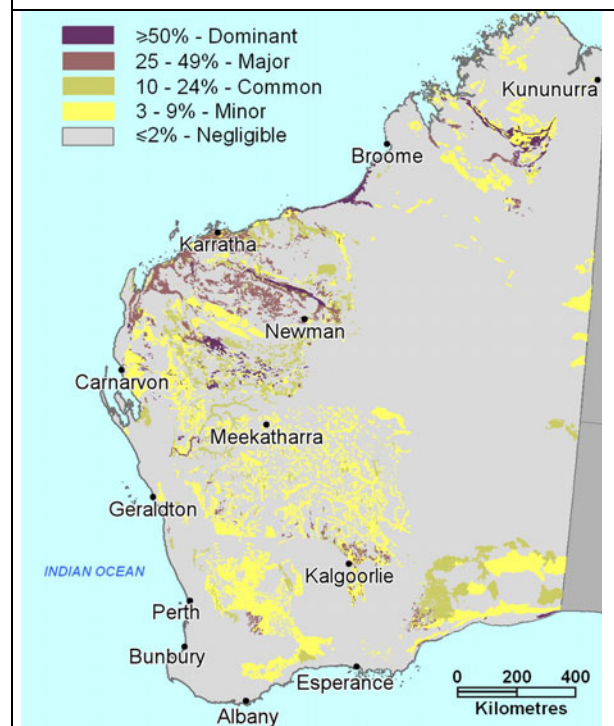 ≥50% - Dominant
25 - 49% - Major
10 - 24% - Common
3 - 9% - Minor
≤2% - Negligible
Kununurra
Broome
Karratha
Newman
Carnarvon
Meekatharra
Geraldton
INDIAN OCEAN
Kalgoorlie
Perth
Bunbury
Esperance
Albany
0 200 400
Kilometres